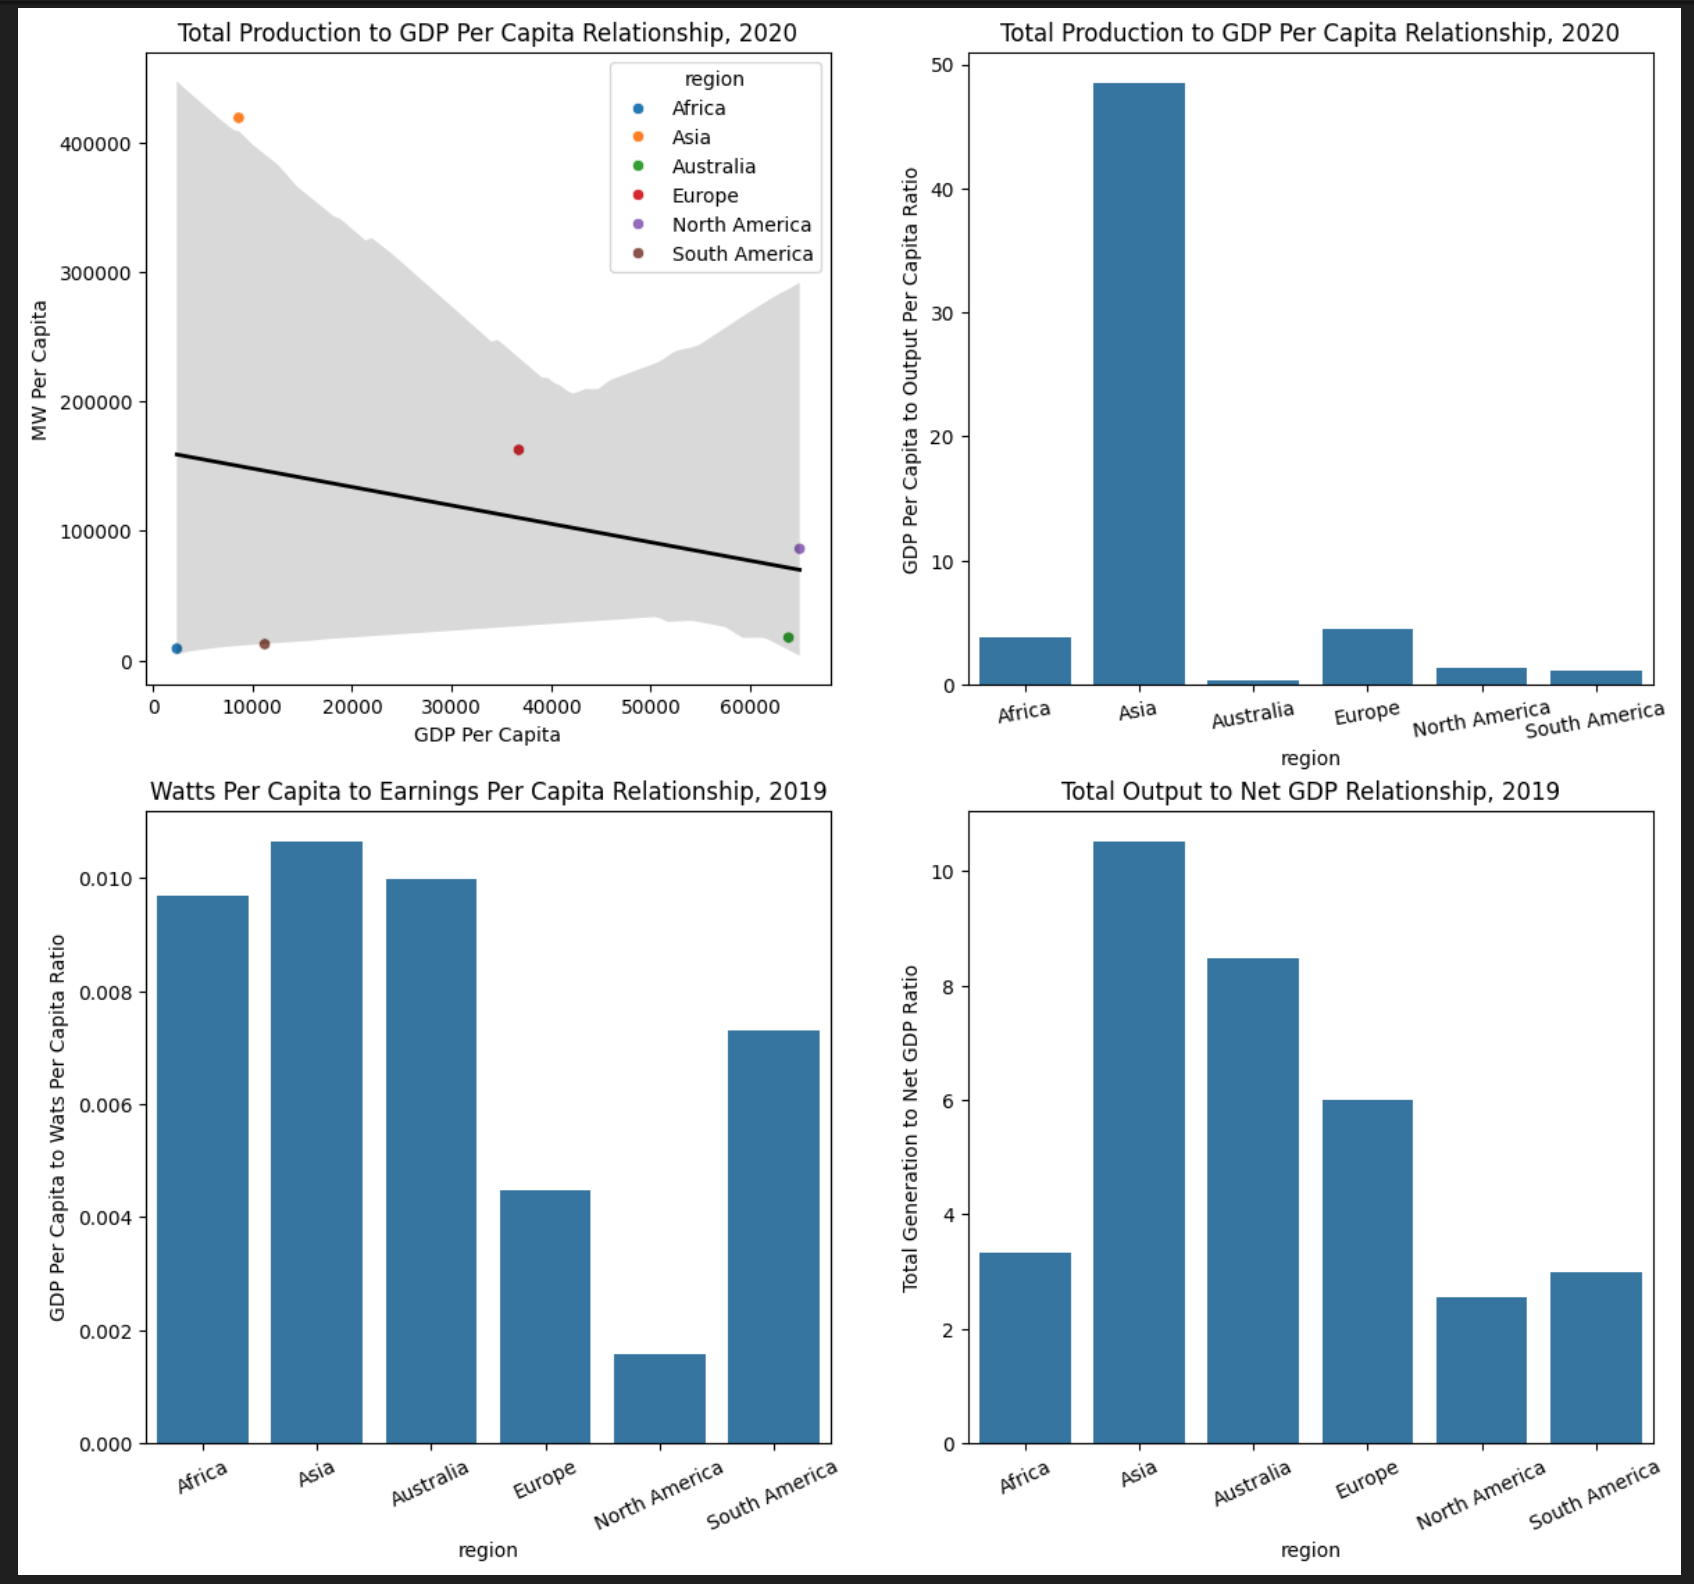 Total Production to GDP Per Capita Relationship, 2020
MW Per Capita
400000
300000
200000
100000
0
region
Africa
Asia
Australia
Europe
North America
South America
0 10000 20000 30000 40000 50000 60000
GDP Per Capita
Total Production to GDP Per Capita Relationship, 2020
GDP Per Capita to Output Per Capita Ratio
50
40
30
20
10
0
Africa Asia Australia Europe North America South America
region
Watts Per Capita to Earnings Per Capita Relationship, 2019
GDP Per Capita to Wats Per Capita Ratio
0.010
0.008
0.006
0.004
0.002
0.000
Africa Asia Australia Europe North America South America
region
Total Output to Net GDP Relationship, 2019
Total Generation to Net GDP Ratio
10
8
6
4
2
0
Africa Asia Australia Europe North America South America
region